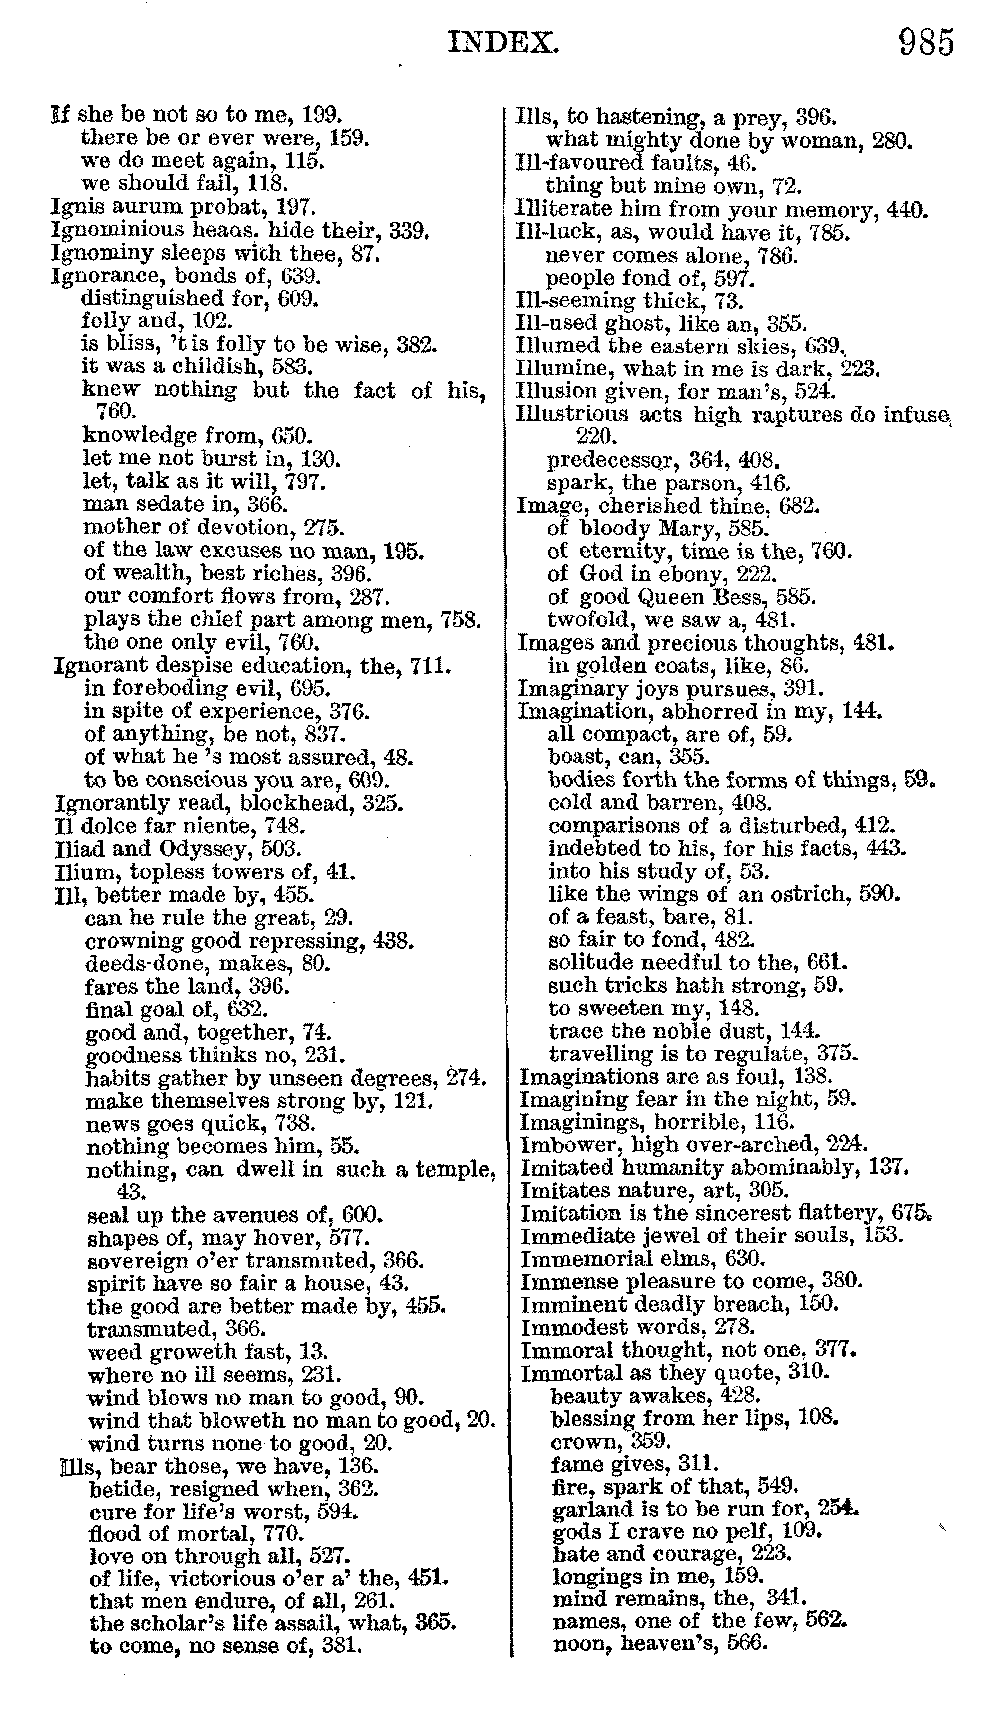 INDEX. 985
If she be not so to me, 199.
there be or ever were, 159.
we do meet again, 115.
we should fail, 118.
Ignis aurum probat, 197.
Ignominious heads. hide their, 339.
Ignominy sleeps with thee, 87.
Ignorance, bonds of, 639.
distinguished for, 609.
folly and, 102.
is bliss, 't is folly to be wise, 382.
it was a childish, 583.
knew nothing but the fact of his,
760.
knowledge from, 650.
let me not burst in, 130.
let, talk as it will, 797.
man sedate in, 366.
mother of devotion, 275.
of the law excuses no man, 195.
of wealth, best riches, 396.
our comfort flows from, 287.
plays the chief part among men, 758.
the one only evil, 760.
Ignorant despise education, the, 711.
in foreboding evil, 695.
in spite of experience, 376.
of anything, be not, 837.
of what he 's most assured, 48.
to be conscious you are, 609.
Ignorantly read, blockhead, 325.
Il dolce far niente, 748.
Iliad and Odyssey, 503.
Ilium, topless towers of, 41.
Ill, better made by, 455.
can he rule the great, 29.
crowning good repressing, 438.
deeds-done, makes, 80.
fares the land, 396.
final goal of, 632.
good and, together, 74.
goodness thinks no, 231.
habits gather by unseen degrees, 274.
make themselves strong by, 121.
news goes quick, 738.
nothing becomes him, 55.
nothing, can dwell in such a temple,
43.
seal up the avenues of, 600.
shapes of, may hover, 577.
sovereign o'er transmuted, 366.
spirit have so fair a house, 43.
the good are better made by, 455.
transmuted, 366.
weed groweth fast, 13.
where no ill seems, 231.
wind blows no man to good, 90.
wind that bloweth no man to good, 20.
wind turns none to good, 20.
Ills, bear those, we have, 136.
betide, resigned when, 362.
cure for life's worst, 594.
flood of mortal, 770.
love on through all, 527.
of life, victorious o'er a' the, 451.
that men endure, of all, 261.
the scholar's life assail, what, 365.
to come, no sense of, 381.
Ills, to hastening, a prey, 396.
what mighty done by woman, 280.
Ill-favoured faults, 46.
thing but mine own, 72.
Illiterate him from your memory, 440.
Ill-luck, as, would have it, 785.
never comes alone, 786.
people fond of, 597.
Ill-seeming thick, 73.
Ill-used ghost, like an, 355.
Illumed the eastern skies, 639.
Illumine, what in me is dark, 223.
Illusion given, for man's, 524.
Illustrious acts high raptures do infuse,
220.
predecessor, 364, 408.
spark, the parson, 416.
Image, cherished thine, 682.
of bloody Mary, 585.
of eternity, time is the, 760.
of God in ebony, 222.
of good Queen Bess, 585.
twofold, we saw a, 481.
Images and precious thoughts, 481.
in golden coats, like, 86.
Imaginary joys pursues, 391.
Imagination, abhorred in my, 144.
all compact, are of, 59.
boast, can, 355.
bodies forth the forms of things, 59.
cold and barren, 408.
comparisons of a disturbed, 412.
indebted to his, for his facts, 443.
into his study of, 53.
like the wings of an ostrich, 590.
of a feast, bare, 81.
so fair to fond, 482.
solitude needful to the, 661.
such tricks hath strong, 59.
to sweeten my, 148.
trace the noble dust, 144.
travelling is to regulate, 375.
Imaginations are as foul, 138.
Imagining fear in the night, 59.
Imaginings, horrible, 116.
Imbower, high over-arched, 224.
Imitated humanity abominably, 137.
Imitates nature, art, 305.
Imitation is the sincerest flattery, 675.
Immediate jewel of their souls, 153.
Immemorial elms, 630.
Immense pleasure to come, 380.
Imminent deadly breach, 150.
Immodest words, 278.
Immoral thought, not one, 377.
Immortal as they quote, 310.
beauty awakes, 428.
blessing from her lips, 108.
crown, 359.
fame gives, 311.
fire, spark of that, 549.
garland is to be run for, 254.
gods I crave no pelf, 109.
hate and courage, 223.
longings in me, 159.
mind remains, the, 341.
names, one of the few, 562.
noon, heaven's, 566.